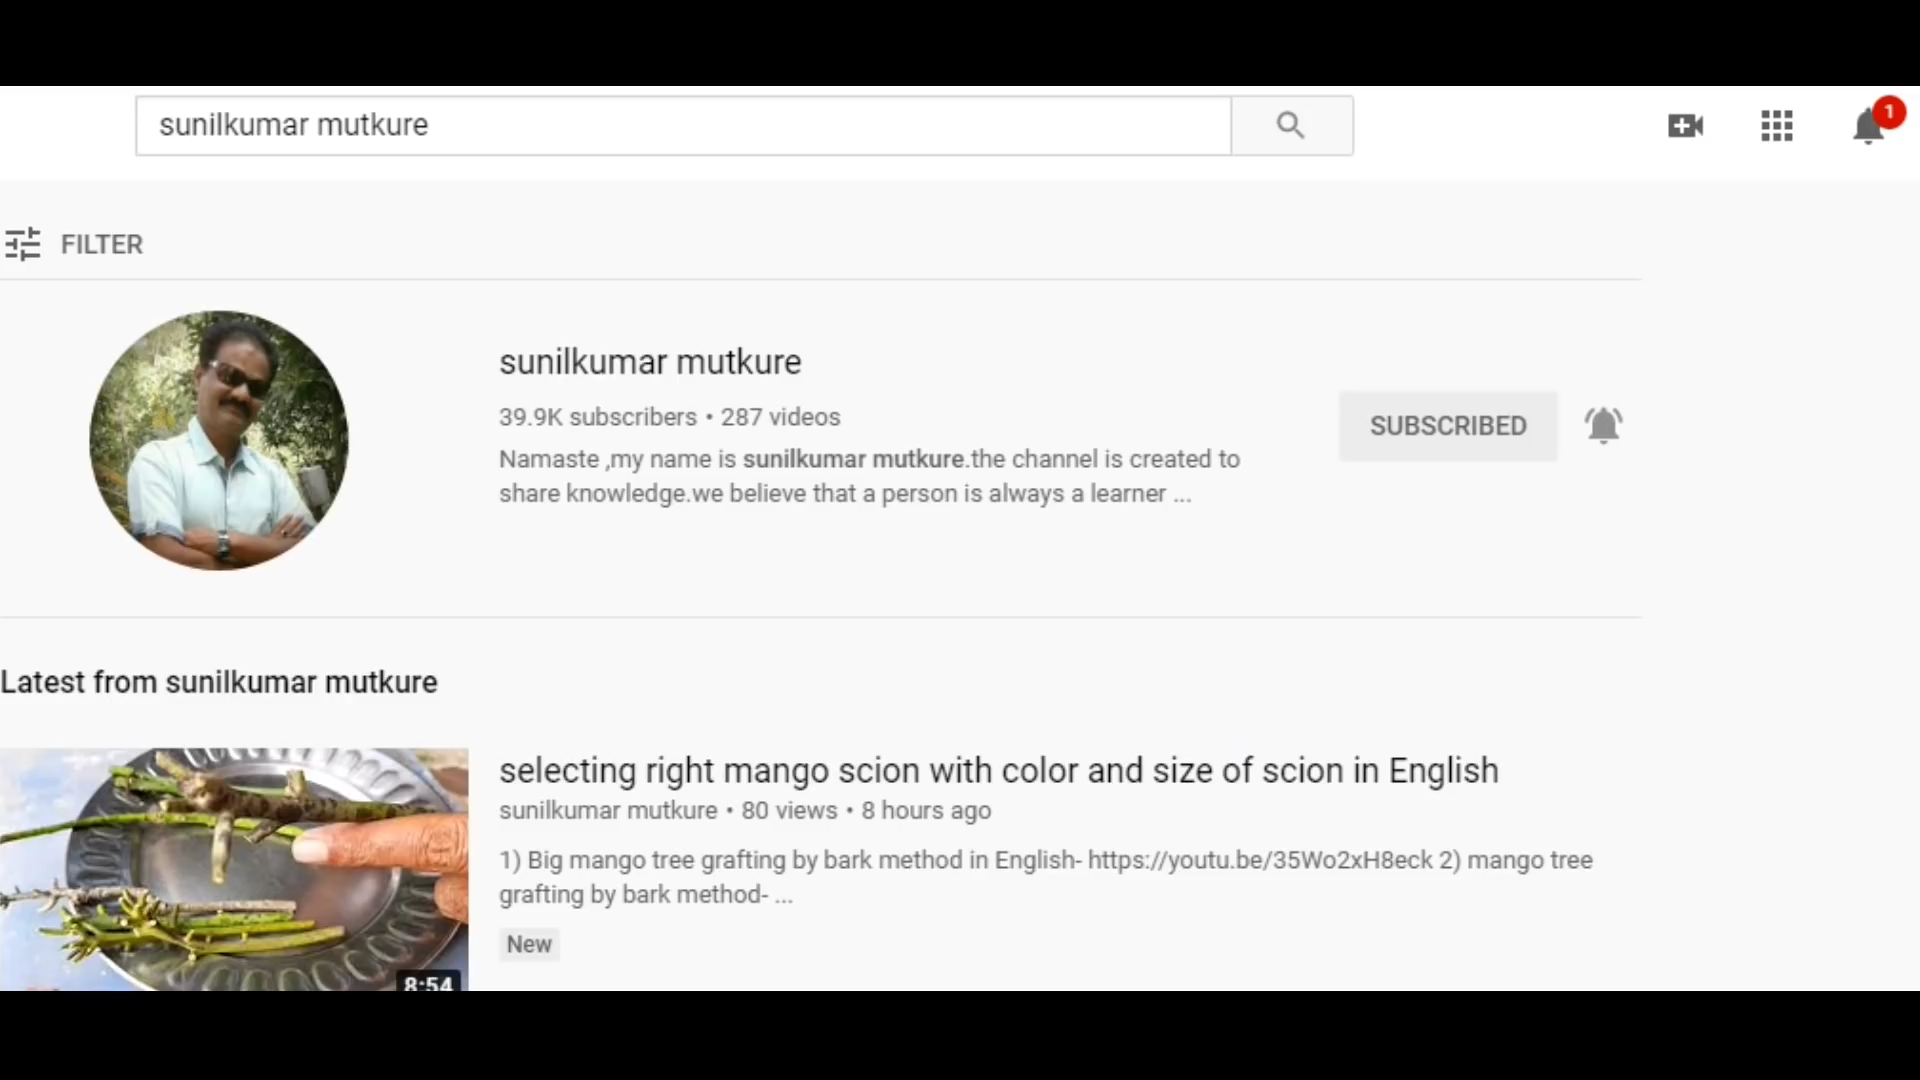 sunilkumar mutkure
1
FILTER
sunilkumar mutkure
39.9K subscribers • 287 videos
SUBSCRIBED
Namaste ,my name is sunilkumar mutkure.the channel is created to
share knowledge.we believe that a person is always a learner ...
Latest from sunilkumar mutkure
selecting right mango scion with color and size of scion in English
sunilkumar mutkure • 80 views • 8 hours ago
1) Big mango tree grafting by bark method in English- https://youtu.be/35Wo2xH8eck 2) mango tree
grafting by bark method- ...
New
8:54